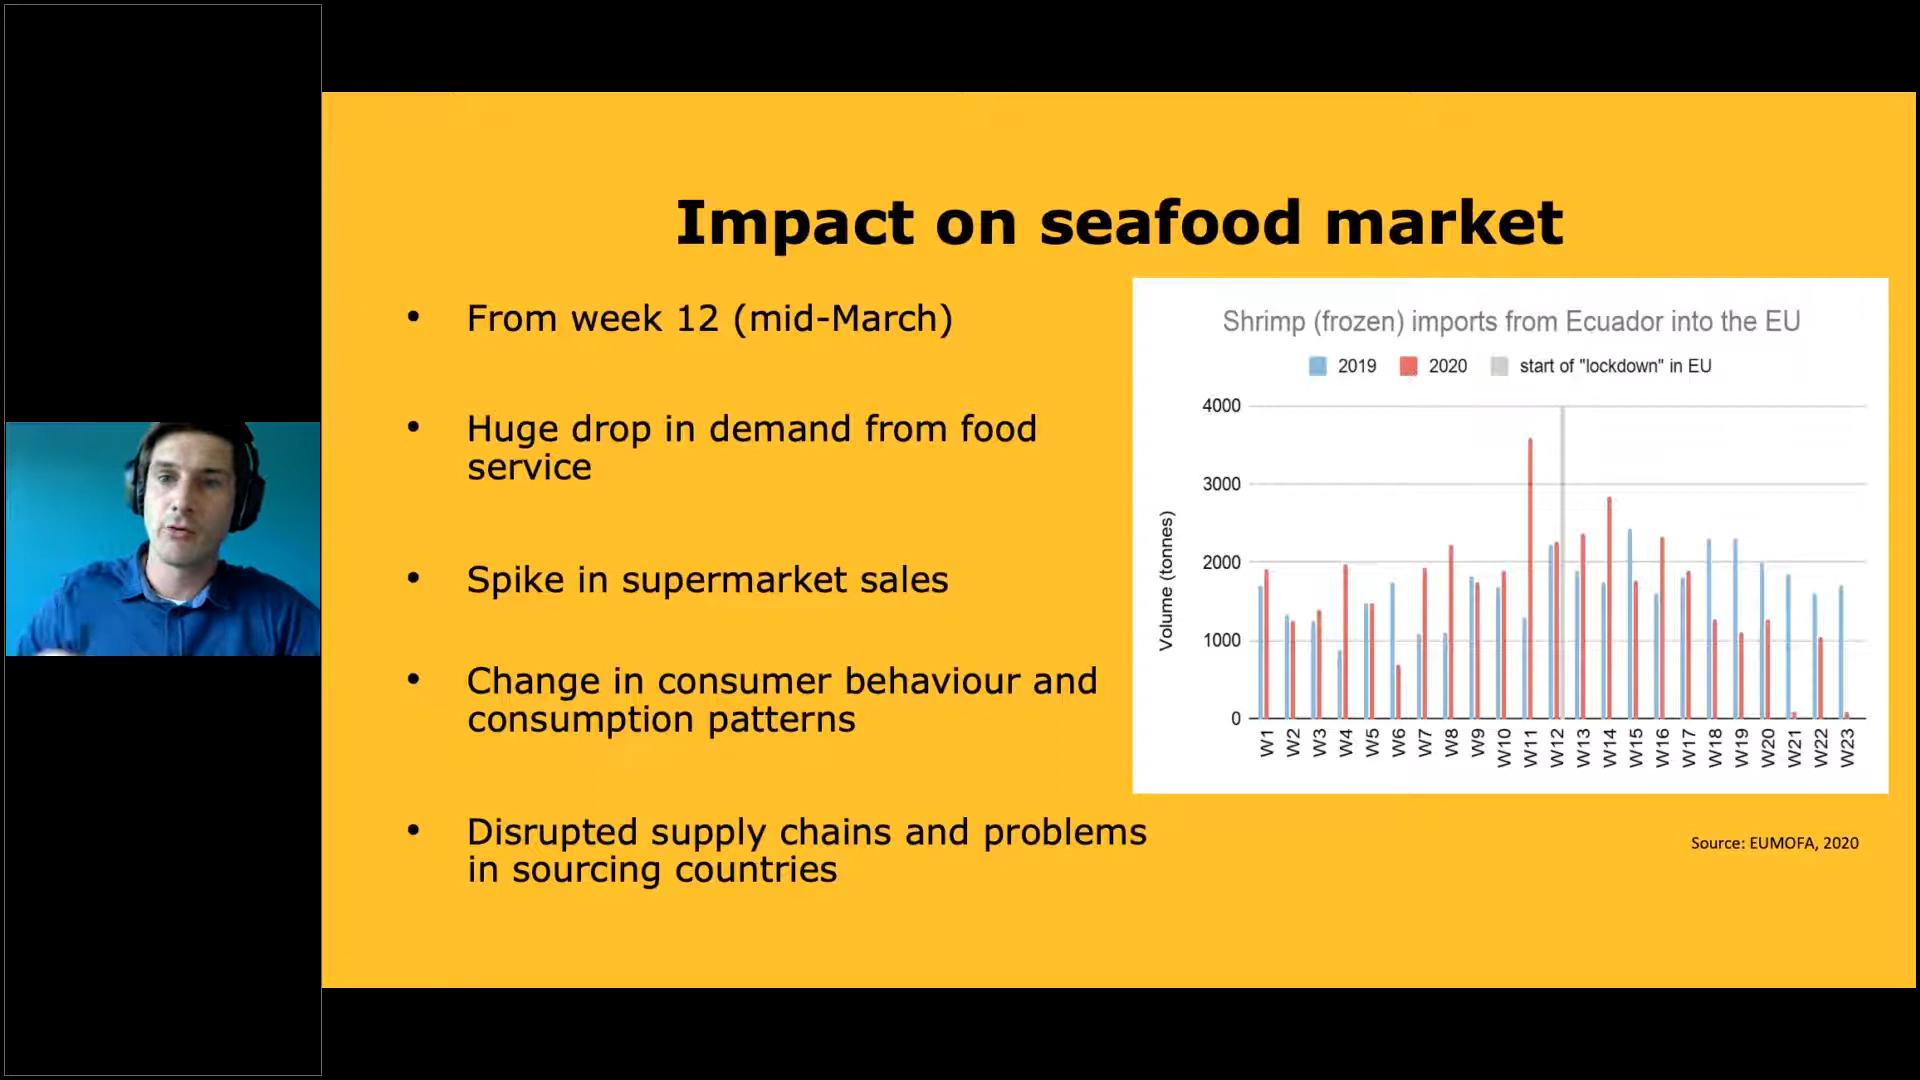 Impact on seafood market
• From week 12 (mid-March)
• Huge drop in demand from food
service
• Spike in supermarket sales
• Change in consumer behaviour and
consumption patterns
• Disrupted supply chains and problems
in sourcing countries
Shrimp (frozen) imports from Ecuador into the EU
2019 2020 start of "lockdown" in EU
Volume (tonnes)
4000
3000
2000
1000
0
W1 W2 W3 W4 W5 W6 W7 W8 W9 W10 W11 W12 W13 W14 W15 W16 W17 W18 W19 W20 W21 W22 W23
Source: EUMOFA, 2020